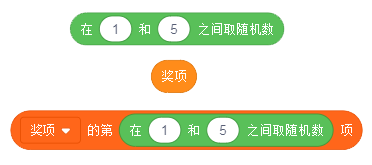 在 1 和 5 之间取随机数
奖项
奖项 的第 在 1 和 5 之间取随机数 项